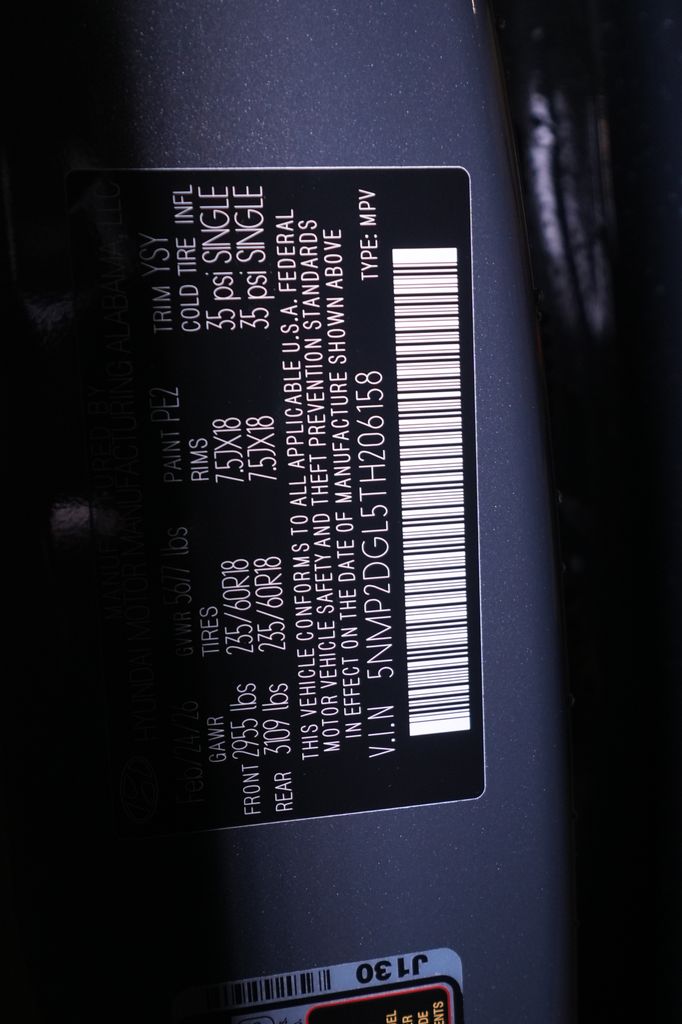 MANUFACTURED BY
HYUNDAI MOTOR MANUFACTURING ALABAMA, LLC
Feb/24/26 GVWR 5677 lbs PAINT PE2 TRIM YSY
GAWR TIRES RIMS COLD TIRE INFL
FRONT 2955 lbs 235/60R18 7.5JX18 35 psi SINGLE
REAR 3109 lbs 235/60R18 7.5JX18 35 psi SINGLE
THIS VEHICLE CONFORMS TO ALL APPLICABLE U.S.A. FEDERAL
MOTOR VEHICLE SAFETY AND THEFT PREVENTION STANDARDS
IN EFFECT ON THE DATE OF MANUFACTURE SHOWN ABOVE
V.I.N 5NMP2DGL5TH206158 TYPE: MPV
J130